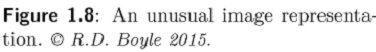 Figure 1.8: An unusual image representa-
tion. © R.D. Boyle 2015.